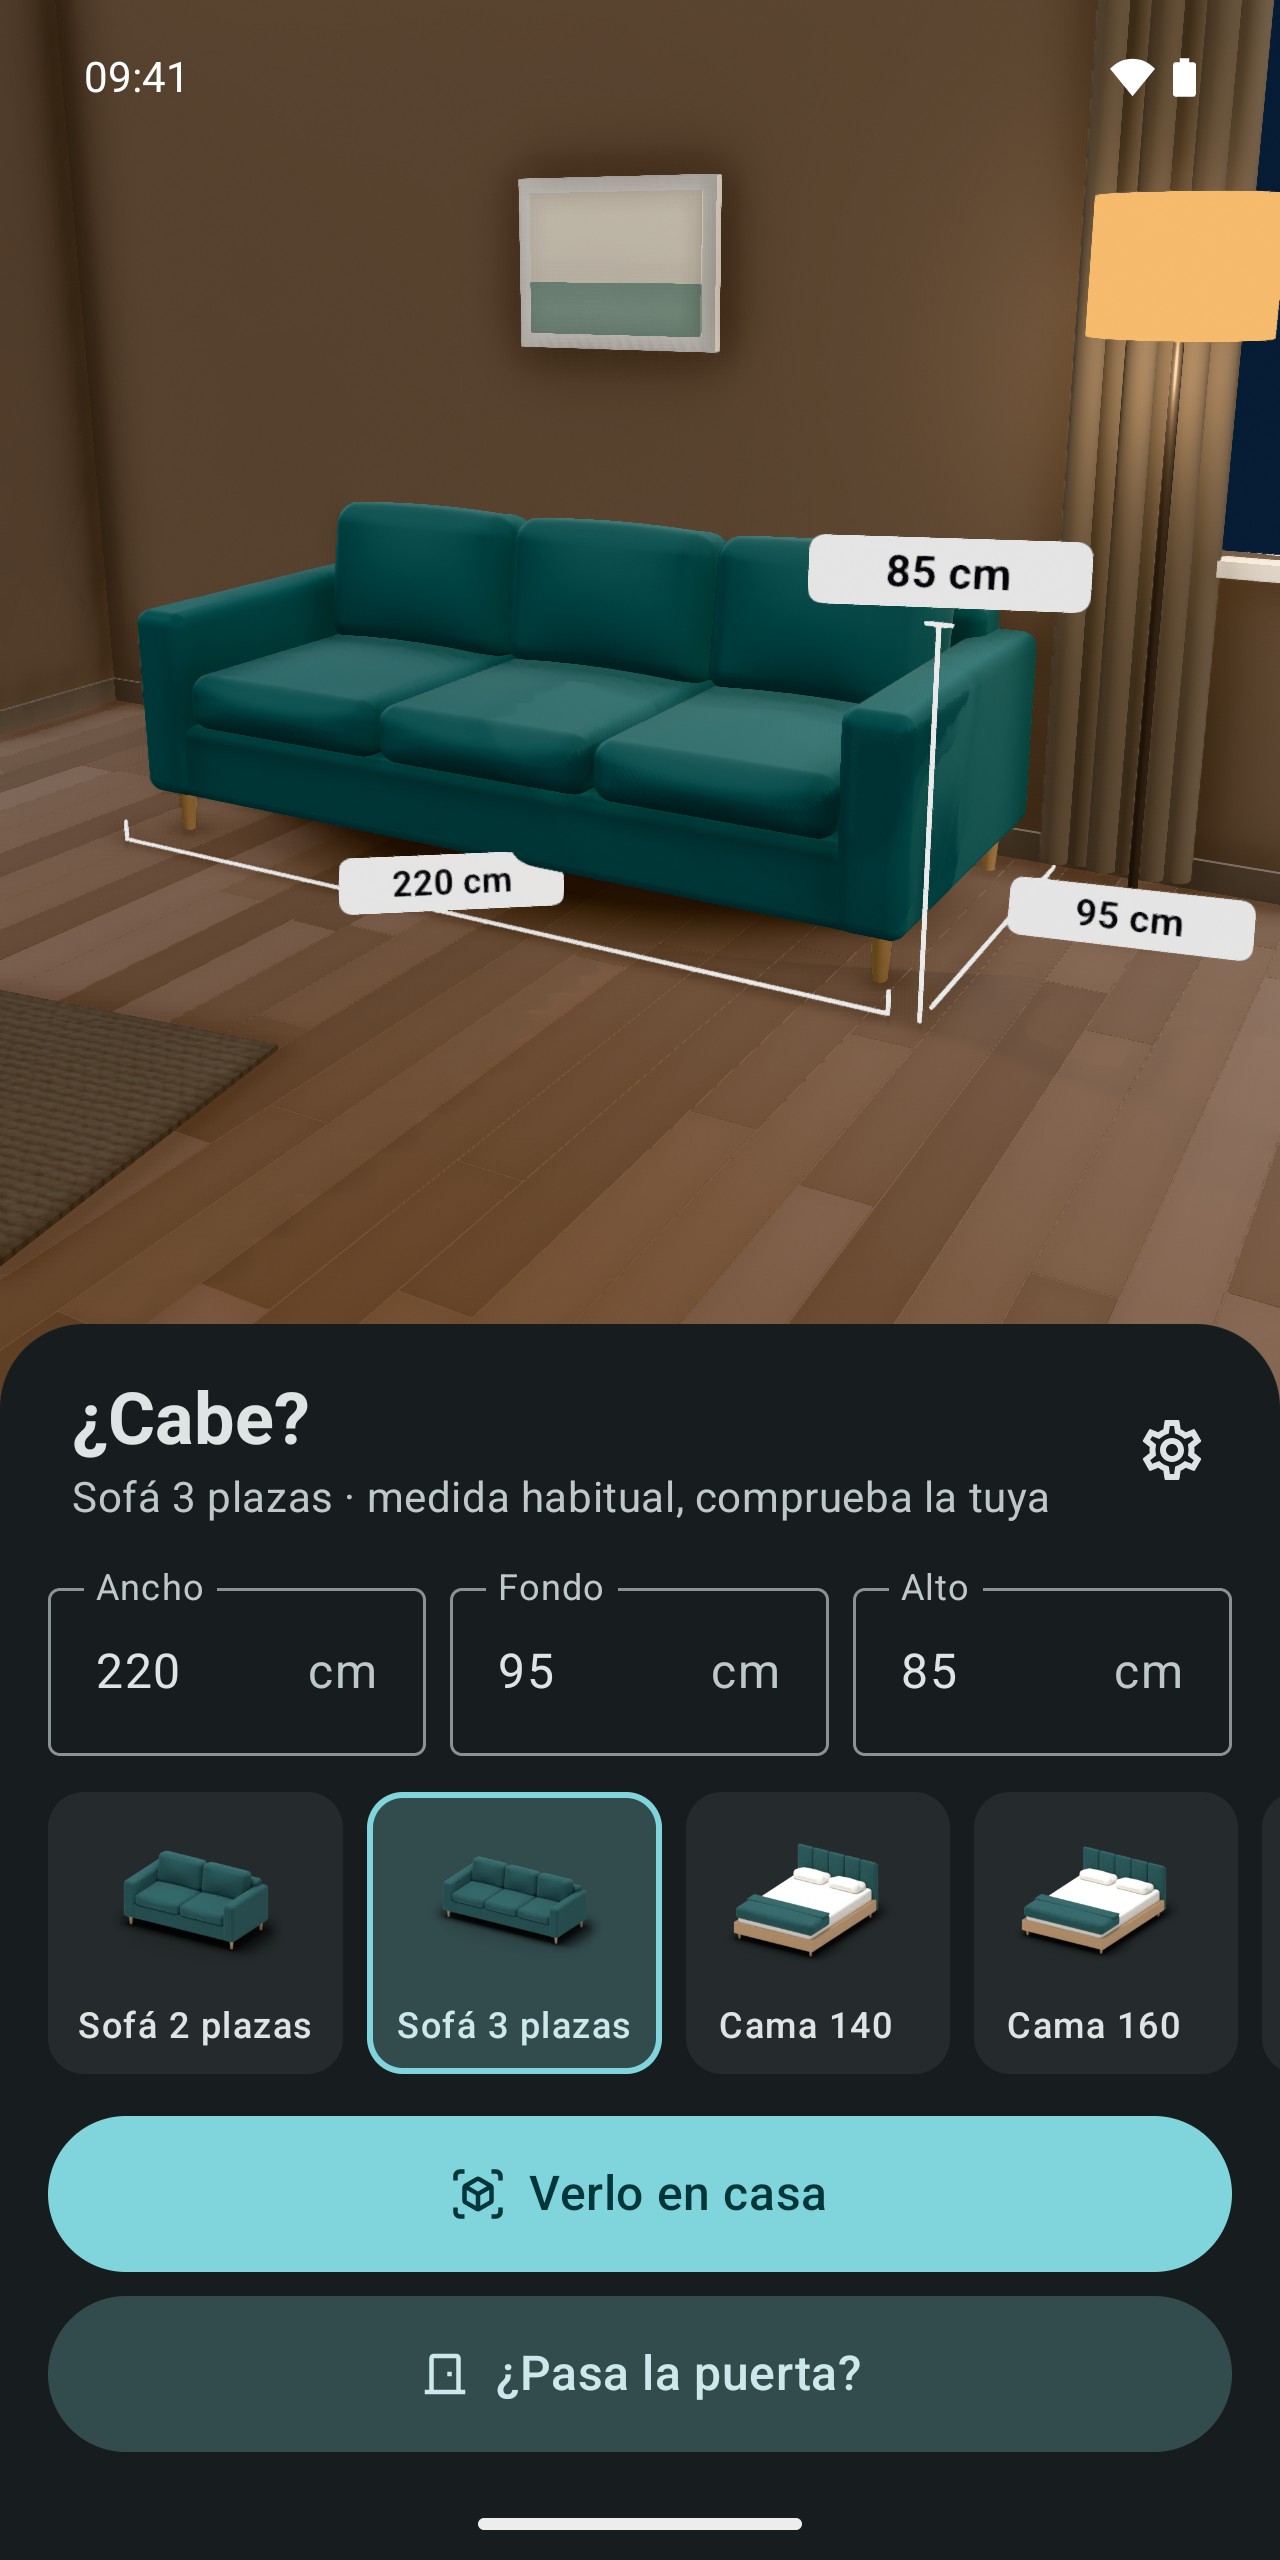 09:41
85 cm
220 cm
95 cm
¿Cabe?
Sofá 3 plazas · medida habitual, comprueba la tuya
Ancho Fondo Alto
220 cm 95 cm 85 cm
Sofá 2 plazas Sofá 3 plazas Cama 140 Cama 160
Verlo en casa
¿Pasa la puerta?